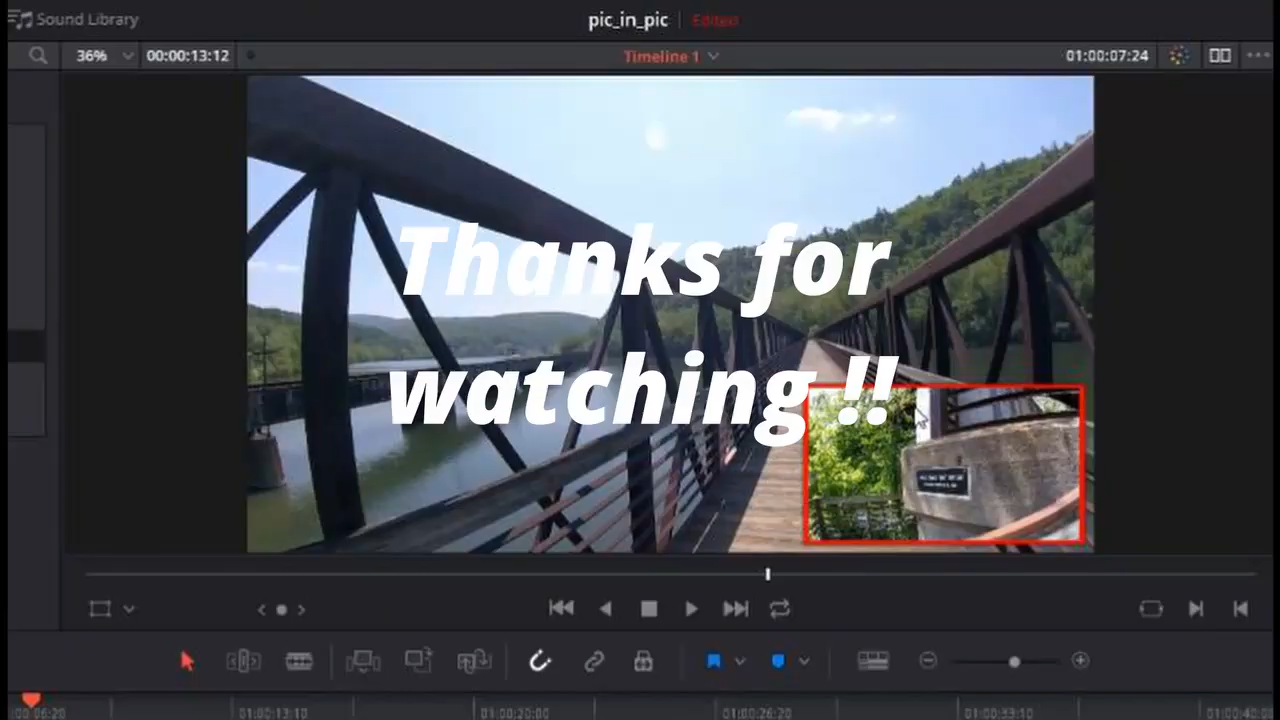 Sound Library
pic_in_pic
Edited
36%
00:00:13:12
Timeline 1
01:00:07:24
Thanks for
watching !!
01:00:13:10
01:00:20:00
01:00:26:20
01:00:33:10